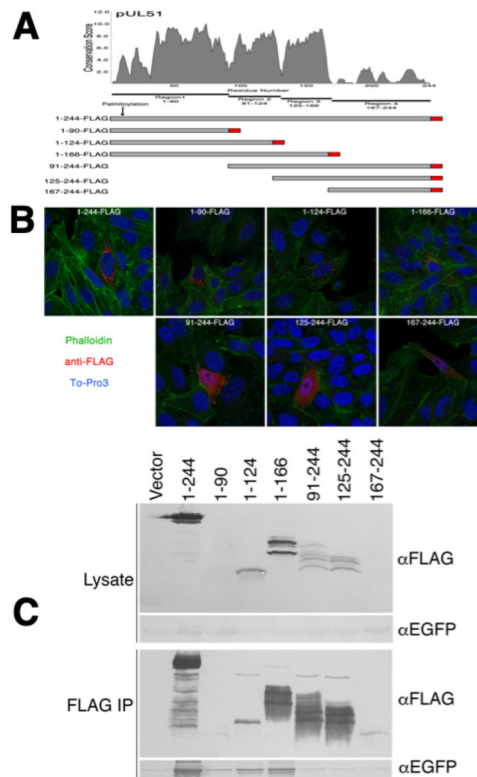 A
pUL51
Conservation Score
12.0
10.0
8.0
6.0
4.0
2.0
50 100 150 200 244
Residue Number
Region1 1-90
Region 2 91-124
Region 3 125-166
Region 4 167-244
Palmitoylation
1-244-FLAG
1-90-FLAG
1-124-FLAG
1-166-FLAG
91-244-FLAG
125-244-FLAG
167-244-FLAG
B
1-244-FLAG 1-90-FLAG 1-124-FLAG 1-166-FLAG
91-244-FLAG 125-244-FLAG 167-244-FLAG
Phalloidin
anti-FLAG
To-Pro3
C
Vector 1-244 1-90 1-124 1-166 91-244 125-244 167-244
Lysate
αFLAG
αEGFP
FLAG IP
αFLAG
αEGFP